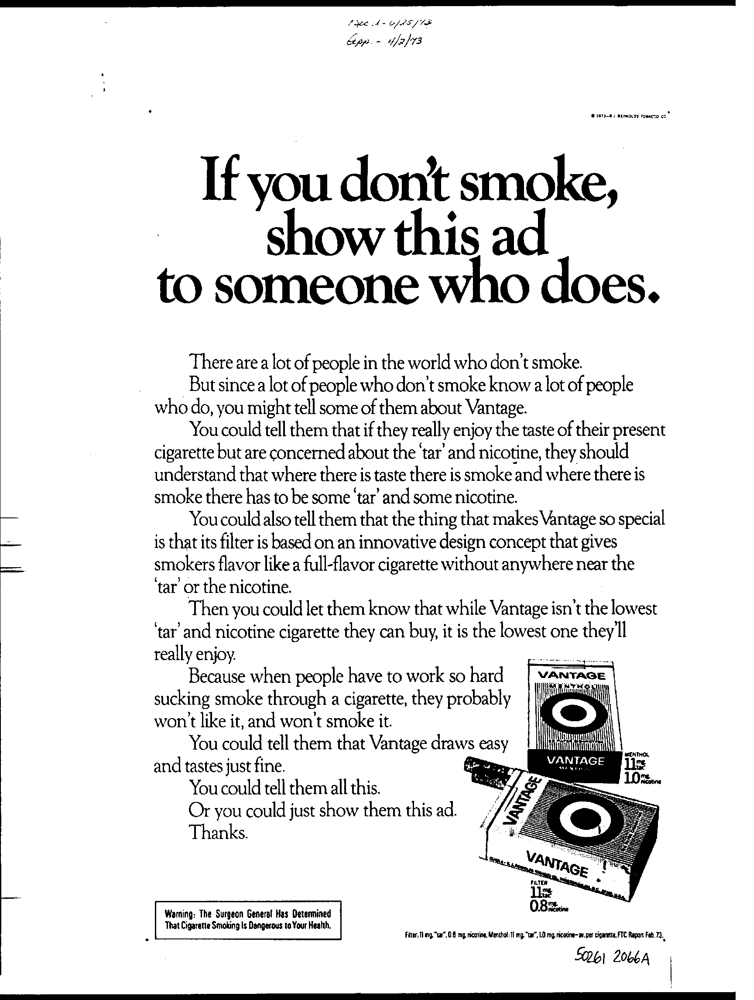 Rec. 1 - 6/25/73
App. - 4/2/73
© 1973—R.J. REYNOLDS TOBACCO CO.
If you don't smoke,
show this ad
to someone who does.
There are a lot of people in the world who don't smoke.
But since a lot of people who don't smoke know a lot of people
who do, you might tell some of them about Vantage.
You could tell them that if they really enjoy the taste of their present
cigarette but are concerned about the 'tar' and nicotine, they should
understand that where there is taste there is smoke and where there is
smoke there has to be some 'tar' and some nicotine.
You could also tell them that the thing that makes Vantage so special
is that its filter is based on an innovative design concept that gives
smokers flavor like a full-flavor cigarette without anywhere near the
'tar' or the nicotine.
Then you could let them know that while Vantage isn't the lowest
'tar' and nicotine cigarette they can buy, it is the lowest one they'll
really enjoy.
Because when people have to work so hard
sucking smoke through a cigarette, they probably
won't like it, and won't smoke it.
You could tell them that Vantage draws easy
and tastes just fine.
You could tell them all this.
Or you could just show them this ad.
Thanks.
VANTAGE
MENTHOL
VANTAGE
MENTHOL
MENTHOL
11 mg. tar
1.0 mg. nicotine
VANTAGE
VANTAGE
FILTER
11 mg. tar
0.8 mg. nicotine
Warning: The Surgeon General Has Determined
That Cigarette Smoking Is Dangerous to Your Health.
Filter: 11 mg. "tar", 0.8 mg. nicotine, Menthol: 11 mg. "tar", 1.0 mg. nicotine—av. per cigarette, FTC Report Feb. '73.
50261 2066A